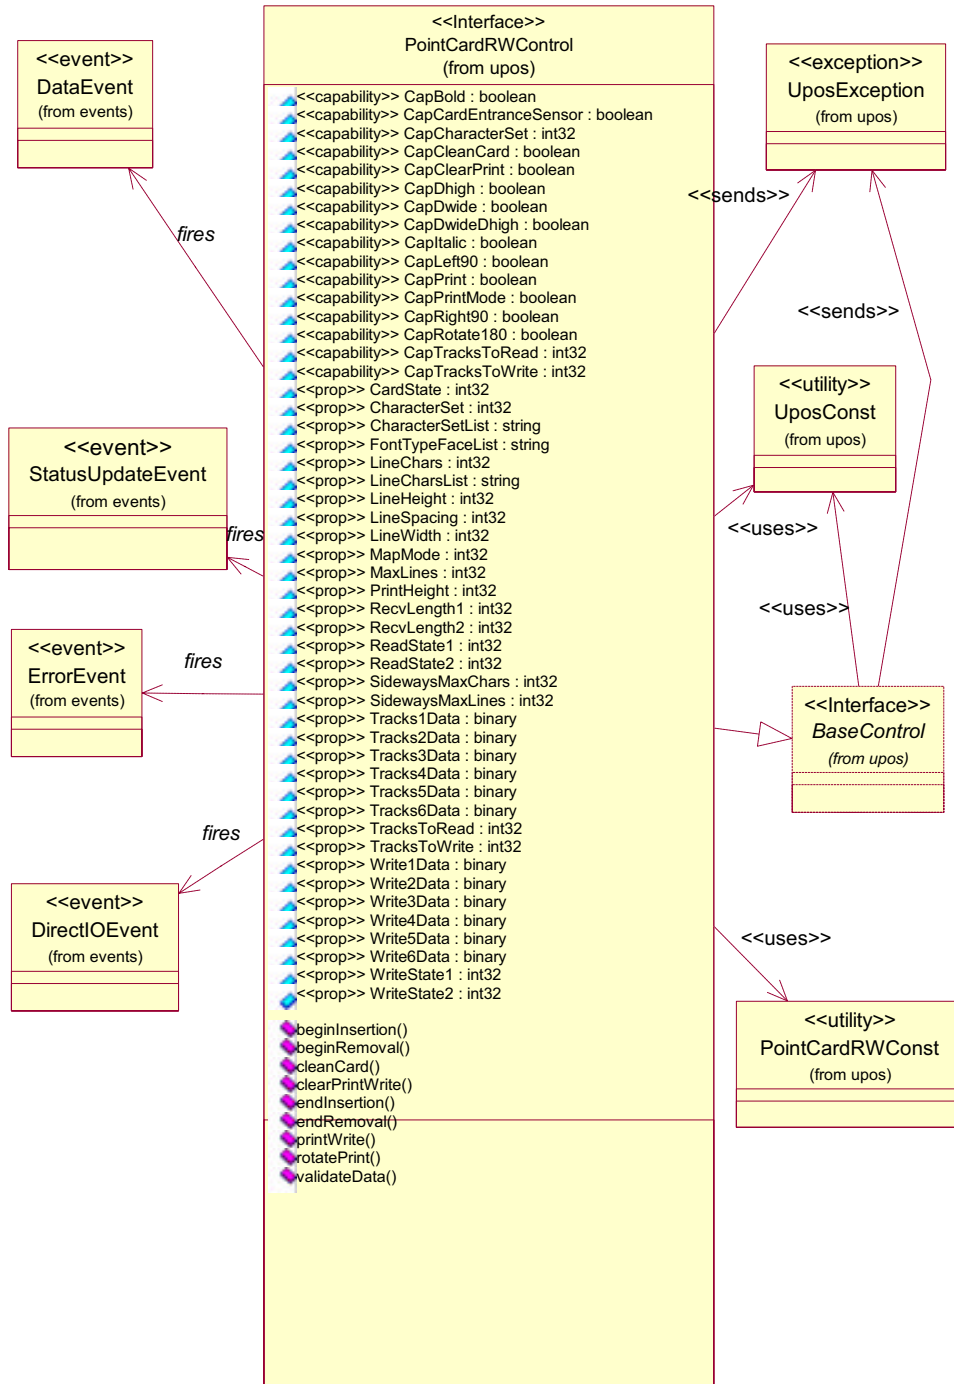 <<Interface>>
PointCardRWControl
(from upos)
<<capability>> CapBold : boolean
<<capability>> CapCardEntranceSensor : boolean
<<capability>> CapCharacterSet : int32
<<capability>> CapCleanCard : boolean
<<capability>> CapClearPrint : boolean
<<capability>> CapDhigh : boolean
<<capability>> CapDwide : boolean
<<capability>> CapDwideDhigh : boolean
<<capability>> CapItalic : boolean
<<capability>> CapLeft90 : boolean
<<capability>> CapPrint : boolean
<<capability>> CapPrintMode : boolean
<<capability>> CapRight90 : boolean
<<capability>> CapRotate180 : boolean
<<capability>> CapTracksToRead : int32
<<capability>> CapTracksToWrite : int32
<<prop>> CardState : int32
<<prop>> CharacterSet : int32
<<prop>> CharacterSetList : string
<<prop>> FontTypeFaceList : string
<<prop>> LineChars : int32
<<prop>> LineCharsList : string
<<prop>> LineHeight : int32
<<prop>> LineSpacing : int32
<<prop>> LineWidth : int32
<<prop>> MapMode : int32
<<prop>> MaxLines : int32
<<prop>> PrintHeight : int32
<<prop>> RecvLength1 : int32
<<prop>> RecvLength2 : int32
<<prop>> ReadState1 : int32
<<prop>> ReadState2 : int32
<<prop>> SidewaysMaxChars : int32
<<prop>> SidewaysMaxLines : int32
<<prop>> Tracks1Data : binary
<<prop>> Tracks2Data : binary
<<prop>> Tracks3Data : binary
<<prop>> Tracks4Data : binary
<<prop>> Tracks5Data : binary
<<prop>> Tracks6Data : binary
<<prop>> TracksToRead : int32
<<prop>> TracksToWrite : int32
<<prop>> Write1Data : binary
<<prop>> Write2Data : binary
<<prop>> Write3Data : binary
<<prop>> Write4Data : binary
<<prop>> Write5Data : binary
<<prop>> Write6Data : binary
<<prop>> WriteState1 : int32
<<prop>> WriteState2 : int32
beginInsertion()
beginRemoval()
cleanCard()
clearPrintWrite()
endInsertion()
endRemoval()
printWrite()
rotatePrint()
validateData()
<<event>>
DataEvent
(from events)
fires
<<event>>
StatusUpdateEvent
(from events)
fires
<<event>>
ErrorEvent
(from events)
fires
<<event>>
DirectIOEvent
(from events)
fires
<<exception>>
UposException
(from upos)
<<sends>>
<<sends>>
<<utility>>
UposConst
(from upos)
<<uses>>
<<uses>>
<<Interface>>
BaseControl
(from upos)
<<uses>>
<<utility>>
PointCardRWConst
(from upos)